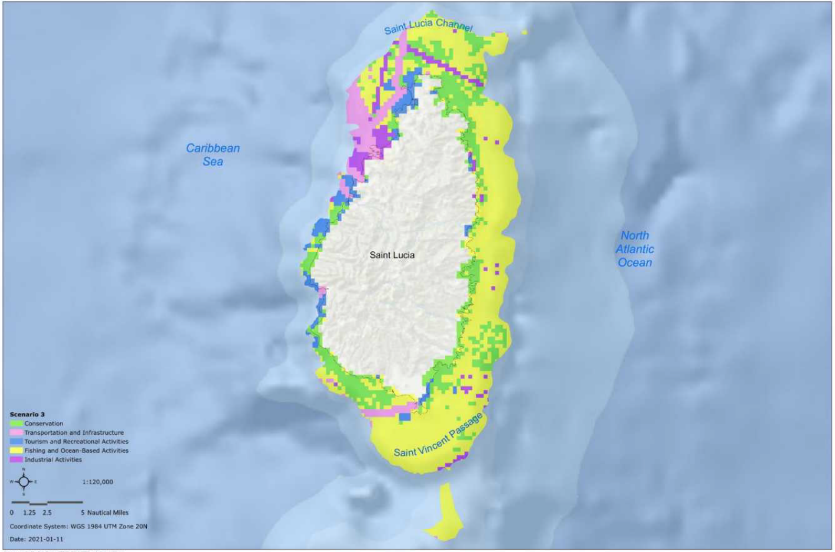 Saint Lucia Channel
Caribbean
Sea
Saint Lucia
North
Atlantic
Ocean
Saint Vincent Passage
Scenario 3
Conservation
Transportation and Infrastructure
Tourism and Recreational Activities
Fishing and Ocean-Based Activities
Industrial Activities
N
W E
S
1:120,000
0 1.25 2.5 5 Nautical Miles
Coordinate System: WGS 1984 UTM Zone 20N
Date: 2021-01-11